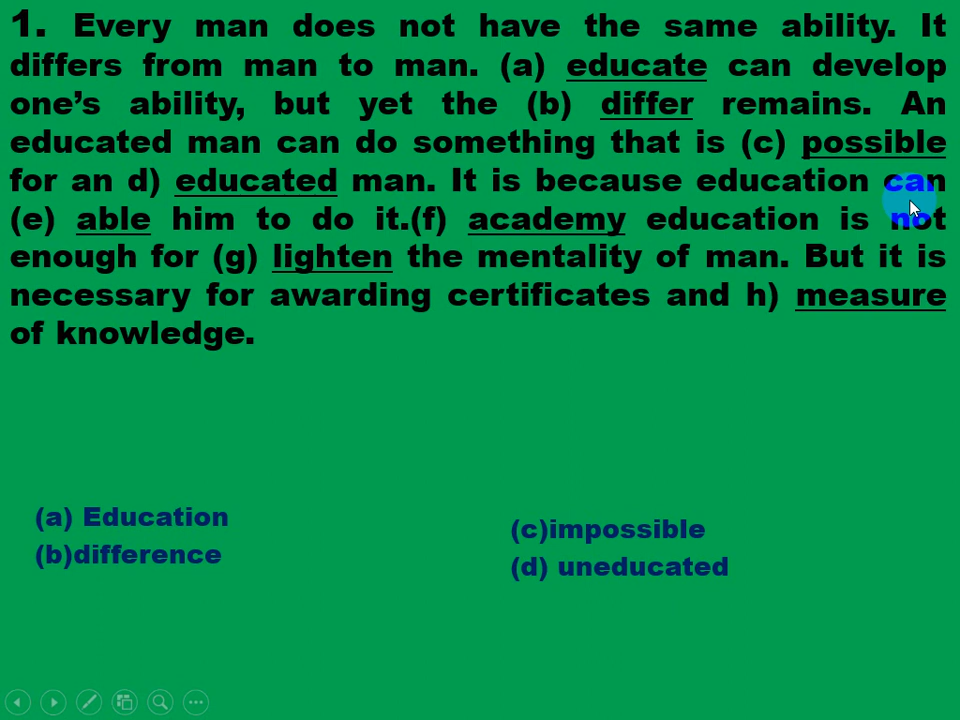 1. Every man does not have the same ability. It
differs from man to man. (a) educate can develop
one's ability, but yet the (b) differ remains. An
educated man can do something that is (c) possible
for an d) educated man. It is because education can
(e) able him to do it.(f) academy education is not
enough for (g) lighten the mentality of man. But it is
necessary for awarding certificates and h) measure
of knowledge.
(a) Education
(b)difference
(c)impossible
(d) uneducated